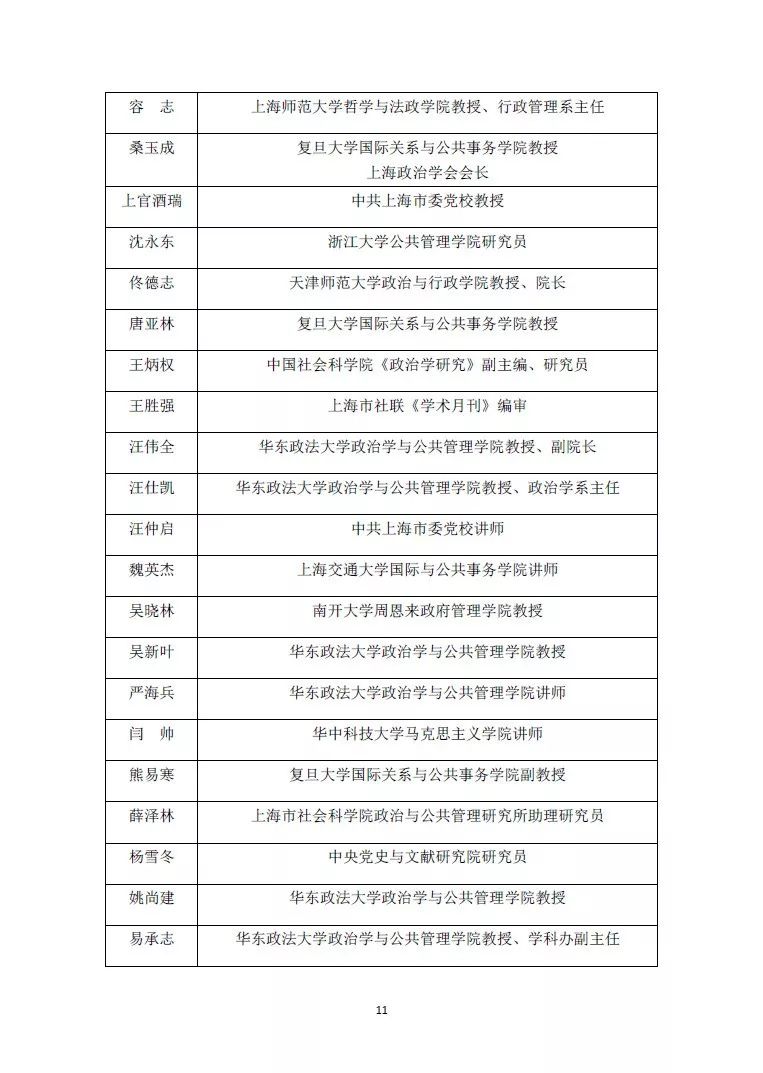 容　志 上海师范大学哲学与法政学院教授、行政管理系主任
桑玉成 复旦大学国际关系与公共事务学院教授
上海政治学会会长
上官酒瑞 中共上海市委党校教授
沈永东 浙江大学公共管理学院研究员
佟德志 天津师范大学政治与行政学院教授、院长
唐亚林 复旦大学国际关系与公共事务学院教授
王炳权 中国社会科学院《政治学研究》副主编、研究员
王胜强 上海市社联《学术月刊》编审
汪伟全 华东政法大学政治学与公共管理学院教授、副院长
汪仕凯 华东政法大学政治学与公共管理学院教授、政治学系主任
汪仲启 中共上海市委党校讲师
魏英杰 上海交通大学国际与公共事务学院讲师
吴晓林 南开大学周恩来政府管理学院教授
吴新叶 华东政法大学政治学与公共管理学院教授
严海兵 华东政法大学政治学与公共管理学院讲师
闫　帅 华中科技大学马克思主义学院讲师
熊易寒 复旦大学国际关系与公共事务学院副教授
薛泽林 上海市社会科学院政治与公共管理研究所助理研究员
杨雪冬 中央党史与文献研究院研究员
姚尚建 华东政法大学政治学与公共管理学院教授
易承志 华东政法大学政治学与公共管理学院教授、学科办副主任
11